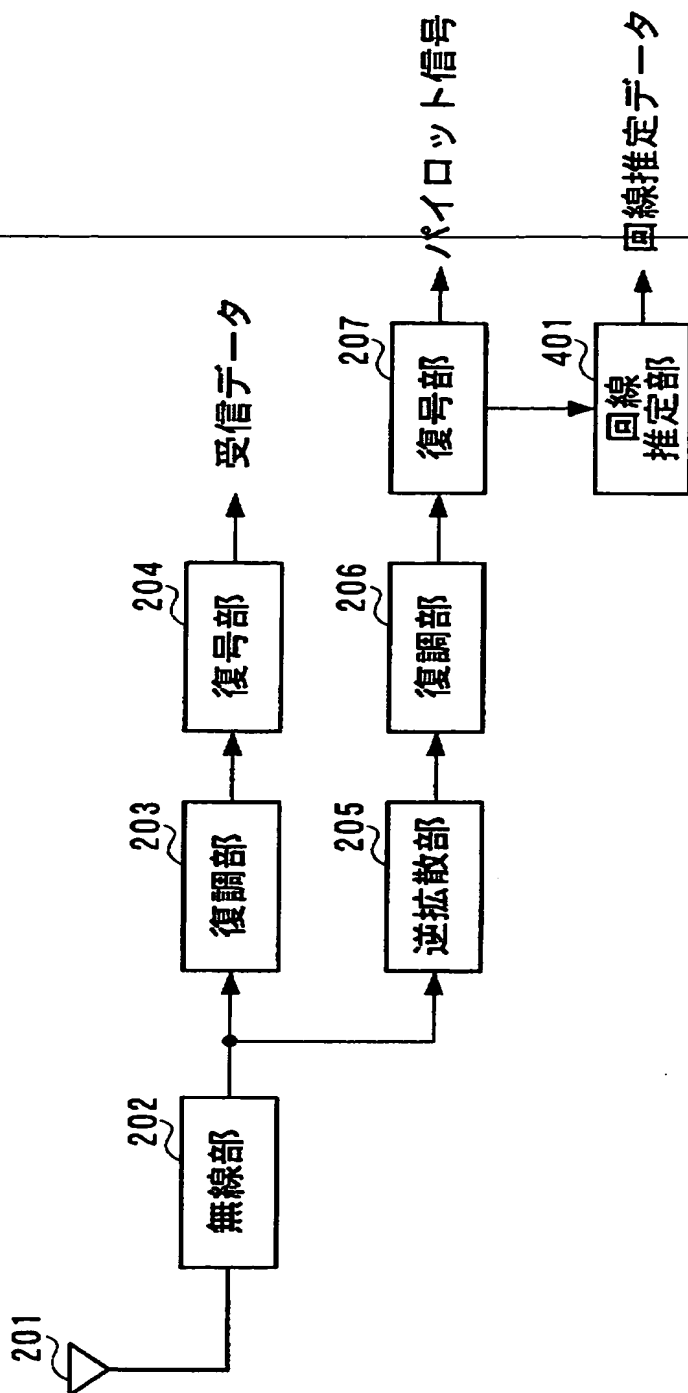 201
202
無線部
203
復調部
204
復号部
受信データ
205
逆拡散部
206
復調部
207
復号部
パイロット信号
401
回線
推定部
回線推定データ